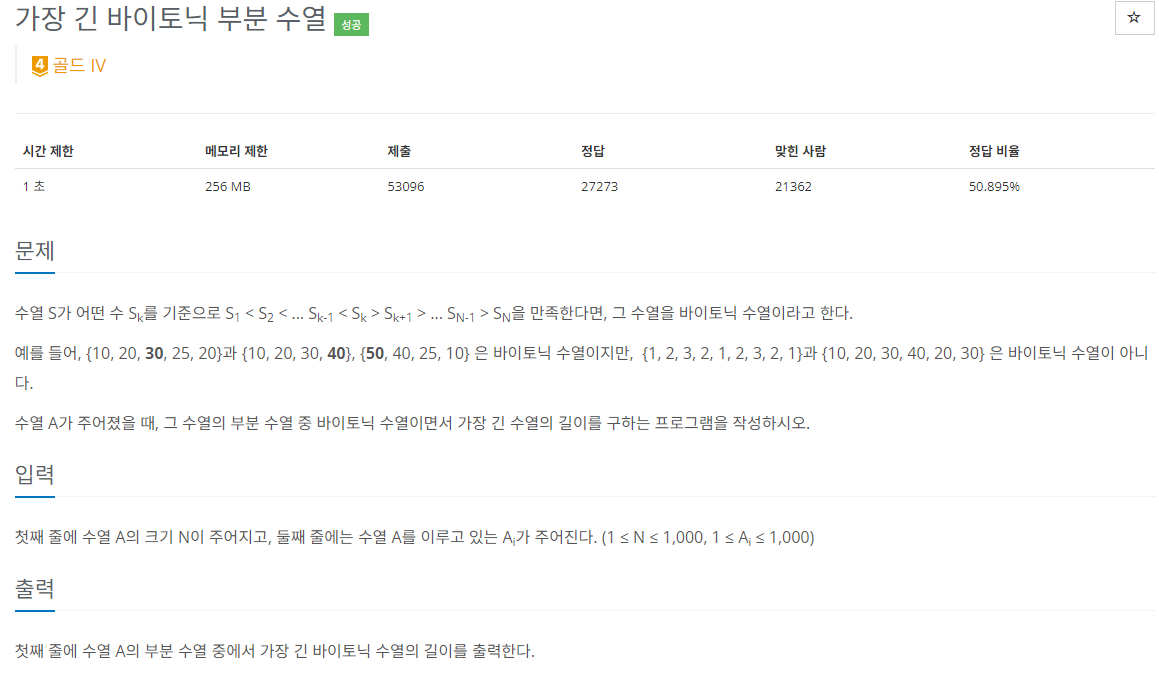 가장 긴 바이토닉 부분 수열 성공
☆
4 골드 IV
시간 제한 메모리 제한 제출 정답 맞힌 사람 정답 비율
1 초 256 MB 53096 27273 21362 50.895%
문제
수열 S가 어떤 수 Sk를 기준으로 S1 < S2 < ... Sk-1 < Sk > Sk+1 > ... SN-1 > SN을 만족한다면, 그 수열을 바이토닉 수열이라고 한다.
예를 들어, {10, 20, 30, 25, 20}과 {10, 20, 30, 40}, {50, 40, 25, 10} 은 바이토닉 수열이지만, {1, 2, 3, 2, 1, 2, 3, 2, 1}과 {10, 20, 30, 40, 20, 30} 은 바이토닉 수열이 아니
다.
수열 A가 주어졌을 때, 그 수열의 부분 수열 중 바이토닉 수열이면서 가장 긴 수열의 길이를 구하는 프로그램을 작성하시오.
입력
첫째 줄에 수열 A의 크기 N이 주어지고, 둘째 줄에는 수열 A를 이루고 있는 Ai가 주어진다. (1 ≤ N ≤ 1,000, 1 ≤ Ai ≤ 1,000)
출력
첫째 줄에 수열 A의 부분 수열 중에서 가장 긴 바이토닉 수열의 길이를 출력한다.